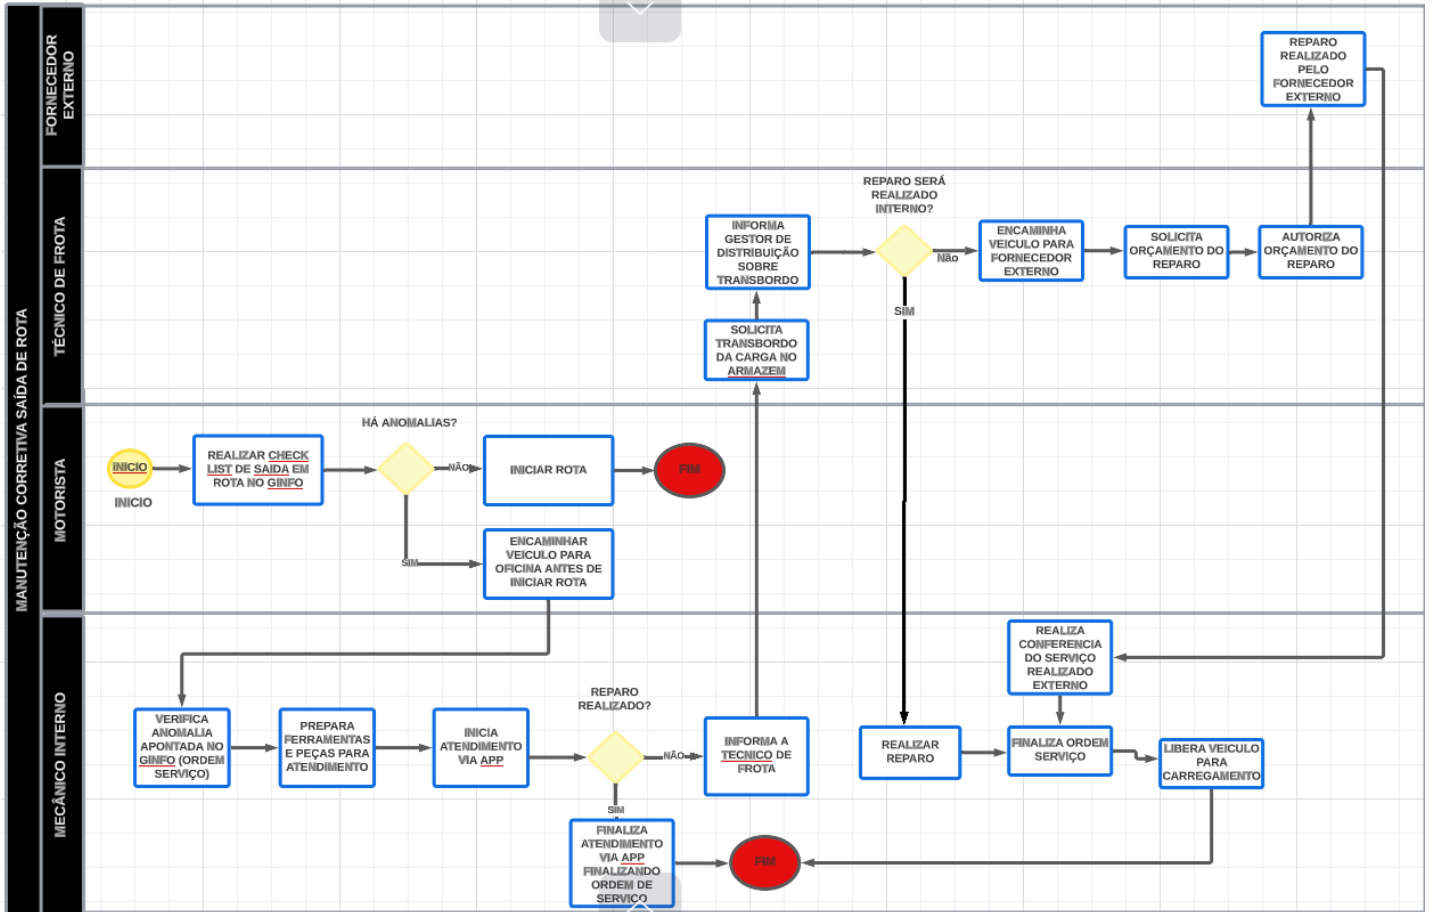 MANUTENÇÃO CORRETIVA SAÍDA DE ROTA
FORNECEDOR
EXTERNO
REPARO
REALIZADO
PELO
FORNECEDOR
EXTERNO
TÉCNICO DE FROTA
INFORMA
GESTOR DE
DISTRIBUIÇÃO
SOBRE
TRANSBORDO
REPARO SERÁ
REALIZADO
INTERNO?
Não
SIM
ENCAMINHA
VEICULO PARA
FORNECEDOR
EXTERNO
SOLICITA
ORÇAMENTO DO
REPARO
AUTORIZA
ORÇAMENTO DO
REPARO
SOLICITA
TRANSBORDO
DA CARGA NO
ARMAZEM
MOTORISTA
INICIO
INICIO
REALIZAR CHECK
LIST DE SAIDA EM
ROTA NO GINFO
HÁ ANOMALIAS?
NÃO
INICIAR ROTA
FIM
SIM
ENCAMINHAR
VEICULO PARA
OFICINA ANTES DE
INICIAR ROTA
MECÂNICO INTERNO
VERIFICA
ANOMALIA
APONTADA NO
GINFO (ORDEM
SERVIÇO)
PREPARA
FERRAMENTAS
E PEÇAS PARA
ATENDIMENTO
INICIA
ATENDIMENTO
VIA APP
REPARO
REALIZADO?
NÃO
SIM
INFORMA A
TECNICO DE
FROTA
FINALIZA
ATENDIMENTO
VIA APP
FINALIZANDO
ORDEM DE
SERVIÇO
FIM
REALIZAR
REPARO
REALIZA
CONFERENCIA
DO SERVIÇO
REALIZADO
EXTERNO
FINALIZA ORDEM
SERVIÇO
LIBERA VEICULO
PARA
CARREGAMENTO